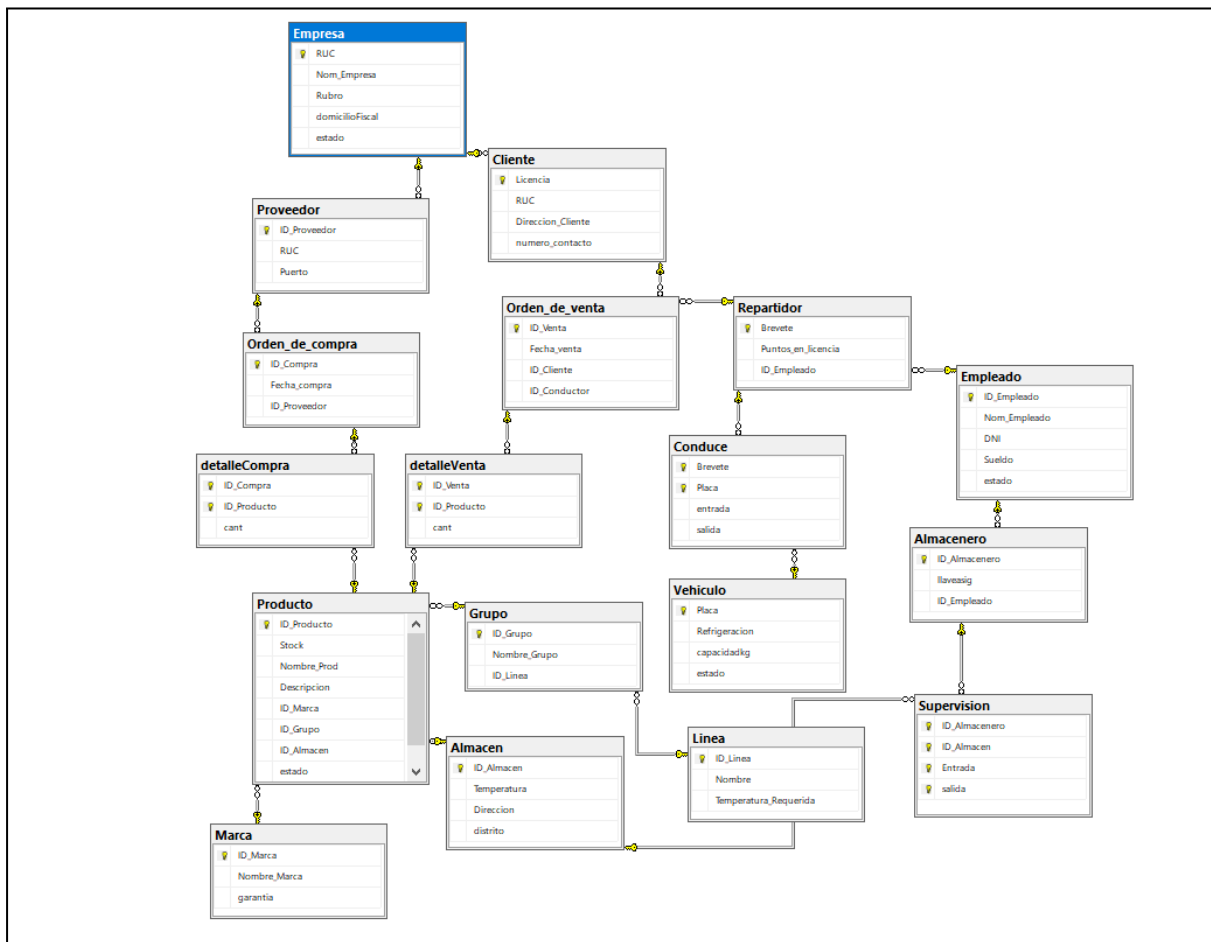 Empresa
RUC
Nom_Empresa
Rubro
domicilioFiscal
estado
Cliente
Licencia
RUC
Direccion_Cliente
numero_contacto
Proveedor
ID_Proveedor
RUC
Puerto
Orden_de_venta
ID_Venta
Fecha_venta
ID_Cliente
ID_Conductor
Repartidor
Brevete
Puntos_en_licencia
ID_Empleado
Orden_de_compra
ID_Compra
Fecha_compra
ID_Proveedor
Empleado
ID_Empleado
Nom_Empleado
DNI
Sueldo
estado
detalleCompra
ID_Compra
ID_Producto
cant
detalleVenta
ID_Venta
ID_Producto
cant
Conduce
Brevete
Placa
entrada
salida
Almacenero
ID_Almacenero
llaveasig
ID_Empleado
Producto
ID_Producto
Stock
Nombre_Prod
Descripcion
ID_Marca
ID_Grupo
ID_Almacen
estado
Grupo
ID_Grupo
Nombre_Grupo
ID_Linea
Vehiculo
Placa
Refrigeracion
capacidadkg
estado
Almacen
ID_Almacen
Temperatura
Direccion
distrito
Linea
ID_Linea
Nombre
Temperatura_Requerida
Supervision
ID_Almacenero
ID_Almacen
Entrada
salida
Marca
ID_Marca
Nombre_Marca
garantia